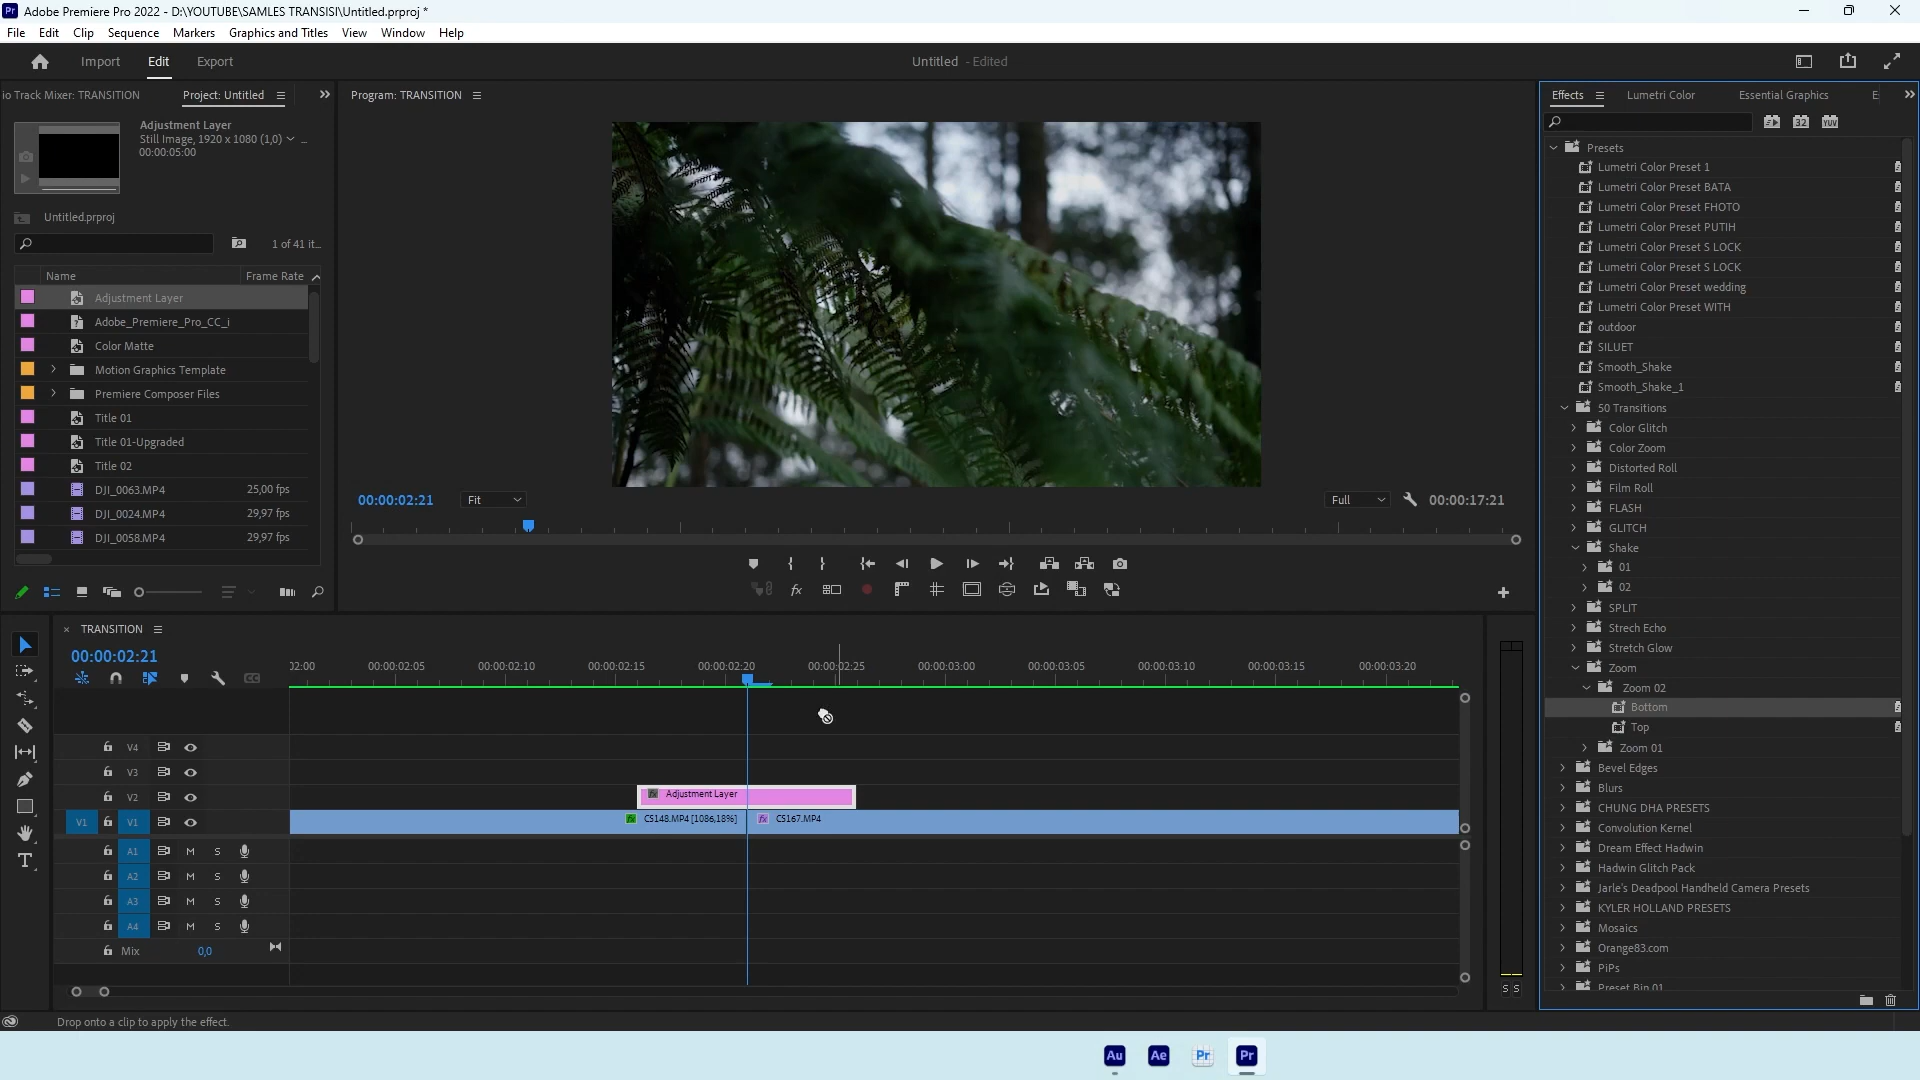 Adobe Premiere Pro 2022 - D:\YOUTUBE\SAMLES TRANSISI\Untitled.prproj *
File Edit Clip Sequence Markers Graphics and Titles View Window Help
Import Edit Export
Untitled - Edited
io Track Mixer: TRANSITION
Project: Untitled
Adjustment Layer
Still Image, 1920 x 1080 (1,0)
00:00:05:00
Untitled.prproj
1 of 41 it...
Name Frame Rate
Adjustment Layer
Adobe_Premiere_Pro_CC_i
Color Matte
Motion Graphics Template
Premiere Composer Files
Title 01
Title 01-Upgraded
Title 02
DJI_0063.MP4 25,00 fps
DJI_0024.MP4 29,97 fps
DJI_0058.MP4 29,97 fps
Program: TRANSITION
00:00:02:21 Fit Full 00:00:17:21
TRANSITION
00:00:02:21
02:00 00:00:02:05 00:00:02:10 00:00:02:15 00:00:02:20 00:00:02:25 00:00:03:00 00:00:03:05 00:00:03:10 00:00:03:15 00:00:03:20
V4
V3
V2 Adjustment Layer
V1 V1 CS148.MP4 [1086,18%] CS167.MP4
A1 M S
A2 M S
A3 M S
A4 M S
Mix 0,0
S S
Drop onto a clip to apply the effect.
Effects Lumetri Color Essential Graphics E
32 YUV
Presets
Lumetri Color Preset 1
Lumetri Color Preset BATA
Lumetri Color Preset FHOTO
Lumetri Color Preset PUTIH
Lumetri Color Preset S LOCK
Lumetri Color Preset S LOCK
Lumetri Color Preset wedding
Lumetri Color Preset WITH
outdoor
SILUET
Smooth_Shake
Smooth_Shake_1
50 Transitions
Color Glitch
Color Zoom
Distorted Roll
Film Roll
FLASH
GLITCH
Shake
01
02
SPLIT
Strech Echo
Stretch Glow
Zoom
Zoom 02
Bottom
Top
Zoom 01
Bevel Edges
Blurs
CHUNG DHA PRESETS
Convolution Kernel
Dream Effect Hadwin
Hadwin Glitch Pack
Jarle's Deadpool Handheld Camera Presets
KYLER HOLLAND PRESETS
Mosaics
Orange83.com
PiPs
Preset Bin 01
Au Ae Pr Pr